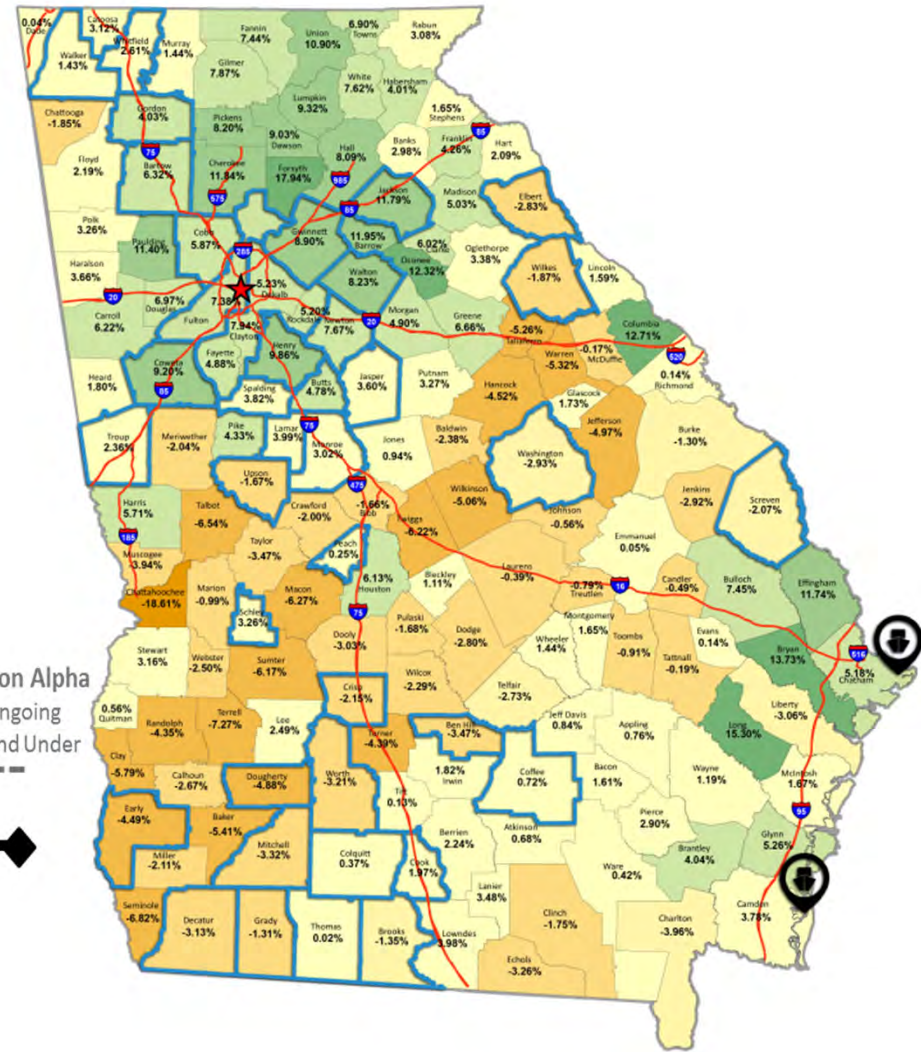 0.04%
Dade
Catoosa
3.12%
Whitfield
2.61%
Walker
1.43%
Murray
1.44%
Fannin
7.44%
Union
10.90%
6.90%
Towns
Rabun
3.08%
Gilmer
7.87%
White
7.62%
Habersham
4.01%
Lumpkin
9.32%
1.65%
Stephens
Chattooga
-1.85%
Gordon
4.03%
Pickens
8.20%
9.03%
Dawson
Banks
2.98%
Franklin
4.26%
Hart
2.09%
85
Floyd
2.19%
75
Bartow
6.32%
Cherokee
11.84%
575
Forsyth
17.94%
Hall
8.09%
985
85
Jackson
11.79%
Madison
5.03%
Elbert
-2.83%
Polk
3.26%
Paulding
11.40%
Cobb
5.87%
285
Gwinnett
8.90%
11.95%
Barrow
6.02%
Clarke
Oconee
12.32%
Oglethorpe
3.38%
Wilkes
-1.87%
Lincoln
1.59%
Haralson
3.66%
20
6.97%
Douglas
5.23%
DeKalb
7.38%
Fulton
Walton
8.23%
Carroll
6.22%
7.94%
Clayton
5.20%
Rockdale
Newton
7.67%
20
Morgan
4.90%
Greene
6.66%
-5.26%
Taliaferro
Warren
-5.32%
-0.17%
McDuffie
Columbia
12.71%
520
0.14%
Richmond
Heard
1.80%
Coweta
9.20%
85
Fayette
4.88%
Henry
9.86%
Spalding
3.82%
Butts
4.78%
Jasper
3.60%
Putnam
3.27%
Hancock
-4.52%
Glascock
1.73%
Jefferson
-4.97%
Burke
-1.30%
Troup
2.36%
Meriwether
-2.04%
Pike
4.33%
Lamar
3.99%
75
Monroe
3.02%
Jones
0.94%
Baldwin
-2.38%
Washington
-2.93%
Upson
-1.67%
475
Wilkinson
-5.06%
Jenkins
-2.92%
Screven
-2.07%
Harris
5.71%
Talbot
-6.54%
Crawford
-2.00%
-1.66%
Bibb
Twiggs
-6.22%
Johnson
-0.56%
185
Muscogee
-3.94%
Taylor
-3.47%
Peach
0.25%
Emmanuel
0.05%
Chattahoochee
-18.61%
Marion
-0.99%
Schley
3.26%
Macon
-6.27%
6.13%
Houston
75
Bleckley
1.11%
Laurens
-0.39%
-0.79%
Treutlen
16
Candler
-0.49%
Bulloch
7.45%
Effingham
11.74%
Stewart
3.16%
Webster
-2.50%
Sumter
-6.17%
Dooly
-3.03%
Pulaski
-1.68%
Dodge
-2.80%
Wheeler
1.44%
Montgomery
1.65%
Toombs
-0.91%
Tattnall
-0.19%
Evans
0.14%
Bryan
13.73%
516
5.18%
Chatham
on Alpha
ngoing
nd Under
0.56%
Quitman
Randolph
-4.35%
Terrell
-7.27%
Lee
2.49%
Crisp
-2.15%
Wilcox
-2.29%
Telfair
-2.73%
Liberty
-3.06%
Clay
-5.79%
Calhoun
-2.67%
Dougherty
-4.88%
Worth
-3.21%
Turner
-4.39%
Ben Hill
-3.47%
Jeff Davis
0.84%
Appling
0.76%
Long
15.30%
1.82%
Irwin
Coffee
0.72%
Bacon
1.61%
Wayne
1.19%
McIntosh
1.67%
95
Early
-4.49%
Baker
-5.41%
Tift
0.13%
Miller
-2.11%
Mitchell
-3.32%
Colquitt
0.37%
Cook
1.97%
Berrien
2.24%
Atkinson
0.68%
Pierce
2.90%
Brantley
4.04%
Glynn
5.26%
Ware
0.42%
Seminole
-6.82%
Decatur
-3.13%
Grady
-1.31%
Thomas
0.02%
Brooks
-1.35%
Lanier
3.48%
Lowndes
3.98%
Clinch
-1.75%
Echols
-3.26%
Charlton
-3.96%
Camden
3.78%